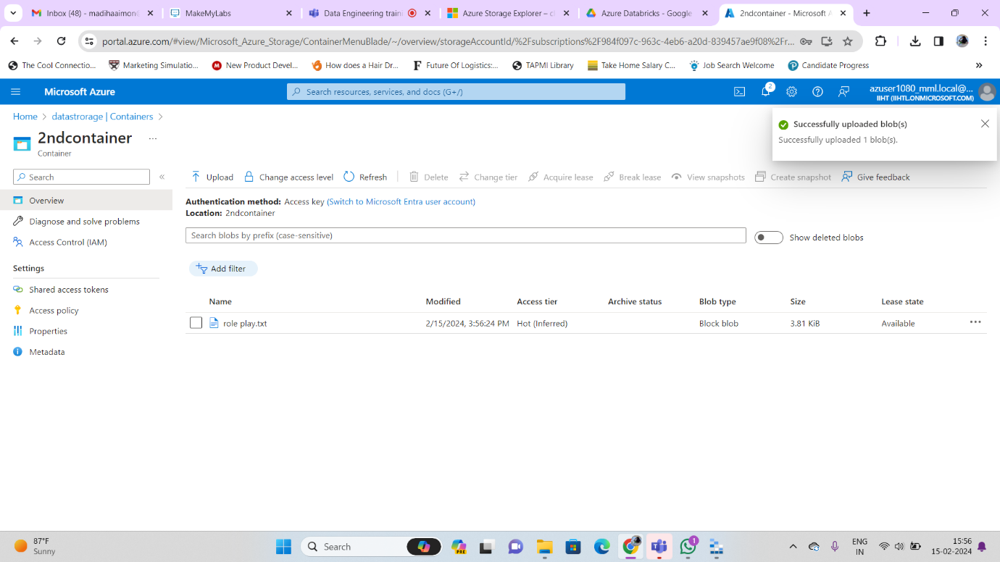 Inbox (48) - madihaaimon
MakeMyLabs
Data Engineering train
Azure Storage Explorer – cl
Azure Databricks - Google
2ndcontainer - Microsoft A
portal.azure.com/#view/Microsoft_Azure_Storage/ContainerMenuBlade/~/overview/storageAccountId/%2Fsubscriptions%2F984f097c-963c-4eb6-a20d-839457ae9f08%2Fr...
The Cool Connectio...
Marketing Simulatio...
New Product Devel...
How does a Hair Dr...
Future Of Logistics:...
TAPMI Library
Take Home Salary C...
Job Search Welcome
Candidate Progress
Microsoft Azure
Search resources, services, and docs (G+/)
2
azuser1080_mml.local@...
IIHT (IIHTL.ONMICROSOFT.COM)
Home > datastrorage | Containers >
2ndcontainer ...
Container
Successfully uploaded blob(s)
Successfully uploaded 1 blob(s).
Search
Upload Change access level Refresh Delete Change tier Acquire lease Break lease View snapshots Create snapshot Give feedback
Overview
Diagnose and solve problems
Access Control (IAM)
Settings
Shared access tokens
Access policy
Properties
Metadata
Authentication method: Access key (Switch to Microsoft Entra user account)
Location: 2ndcontainer
Search blobs by prefix (case-sensitive)
Show deleted blobs
Add filter
Name Modified Access tier Archive status Blob type Size Lease state
role play.txt 2/15/2024, 3:56:24 PM Hot (Inferred) Block blob 3.81 KiB Available ...
87°F
Sunny
Search
PRE
1
ENG
IN
15:56
15-02-2024